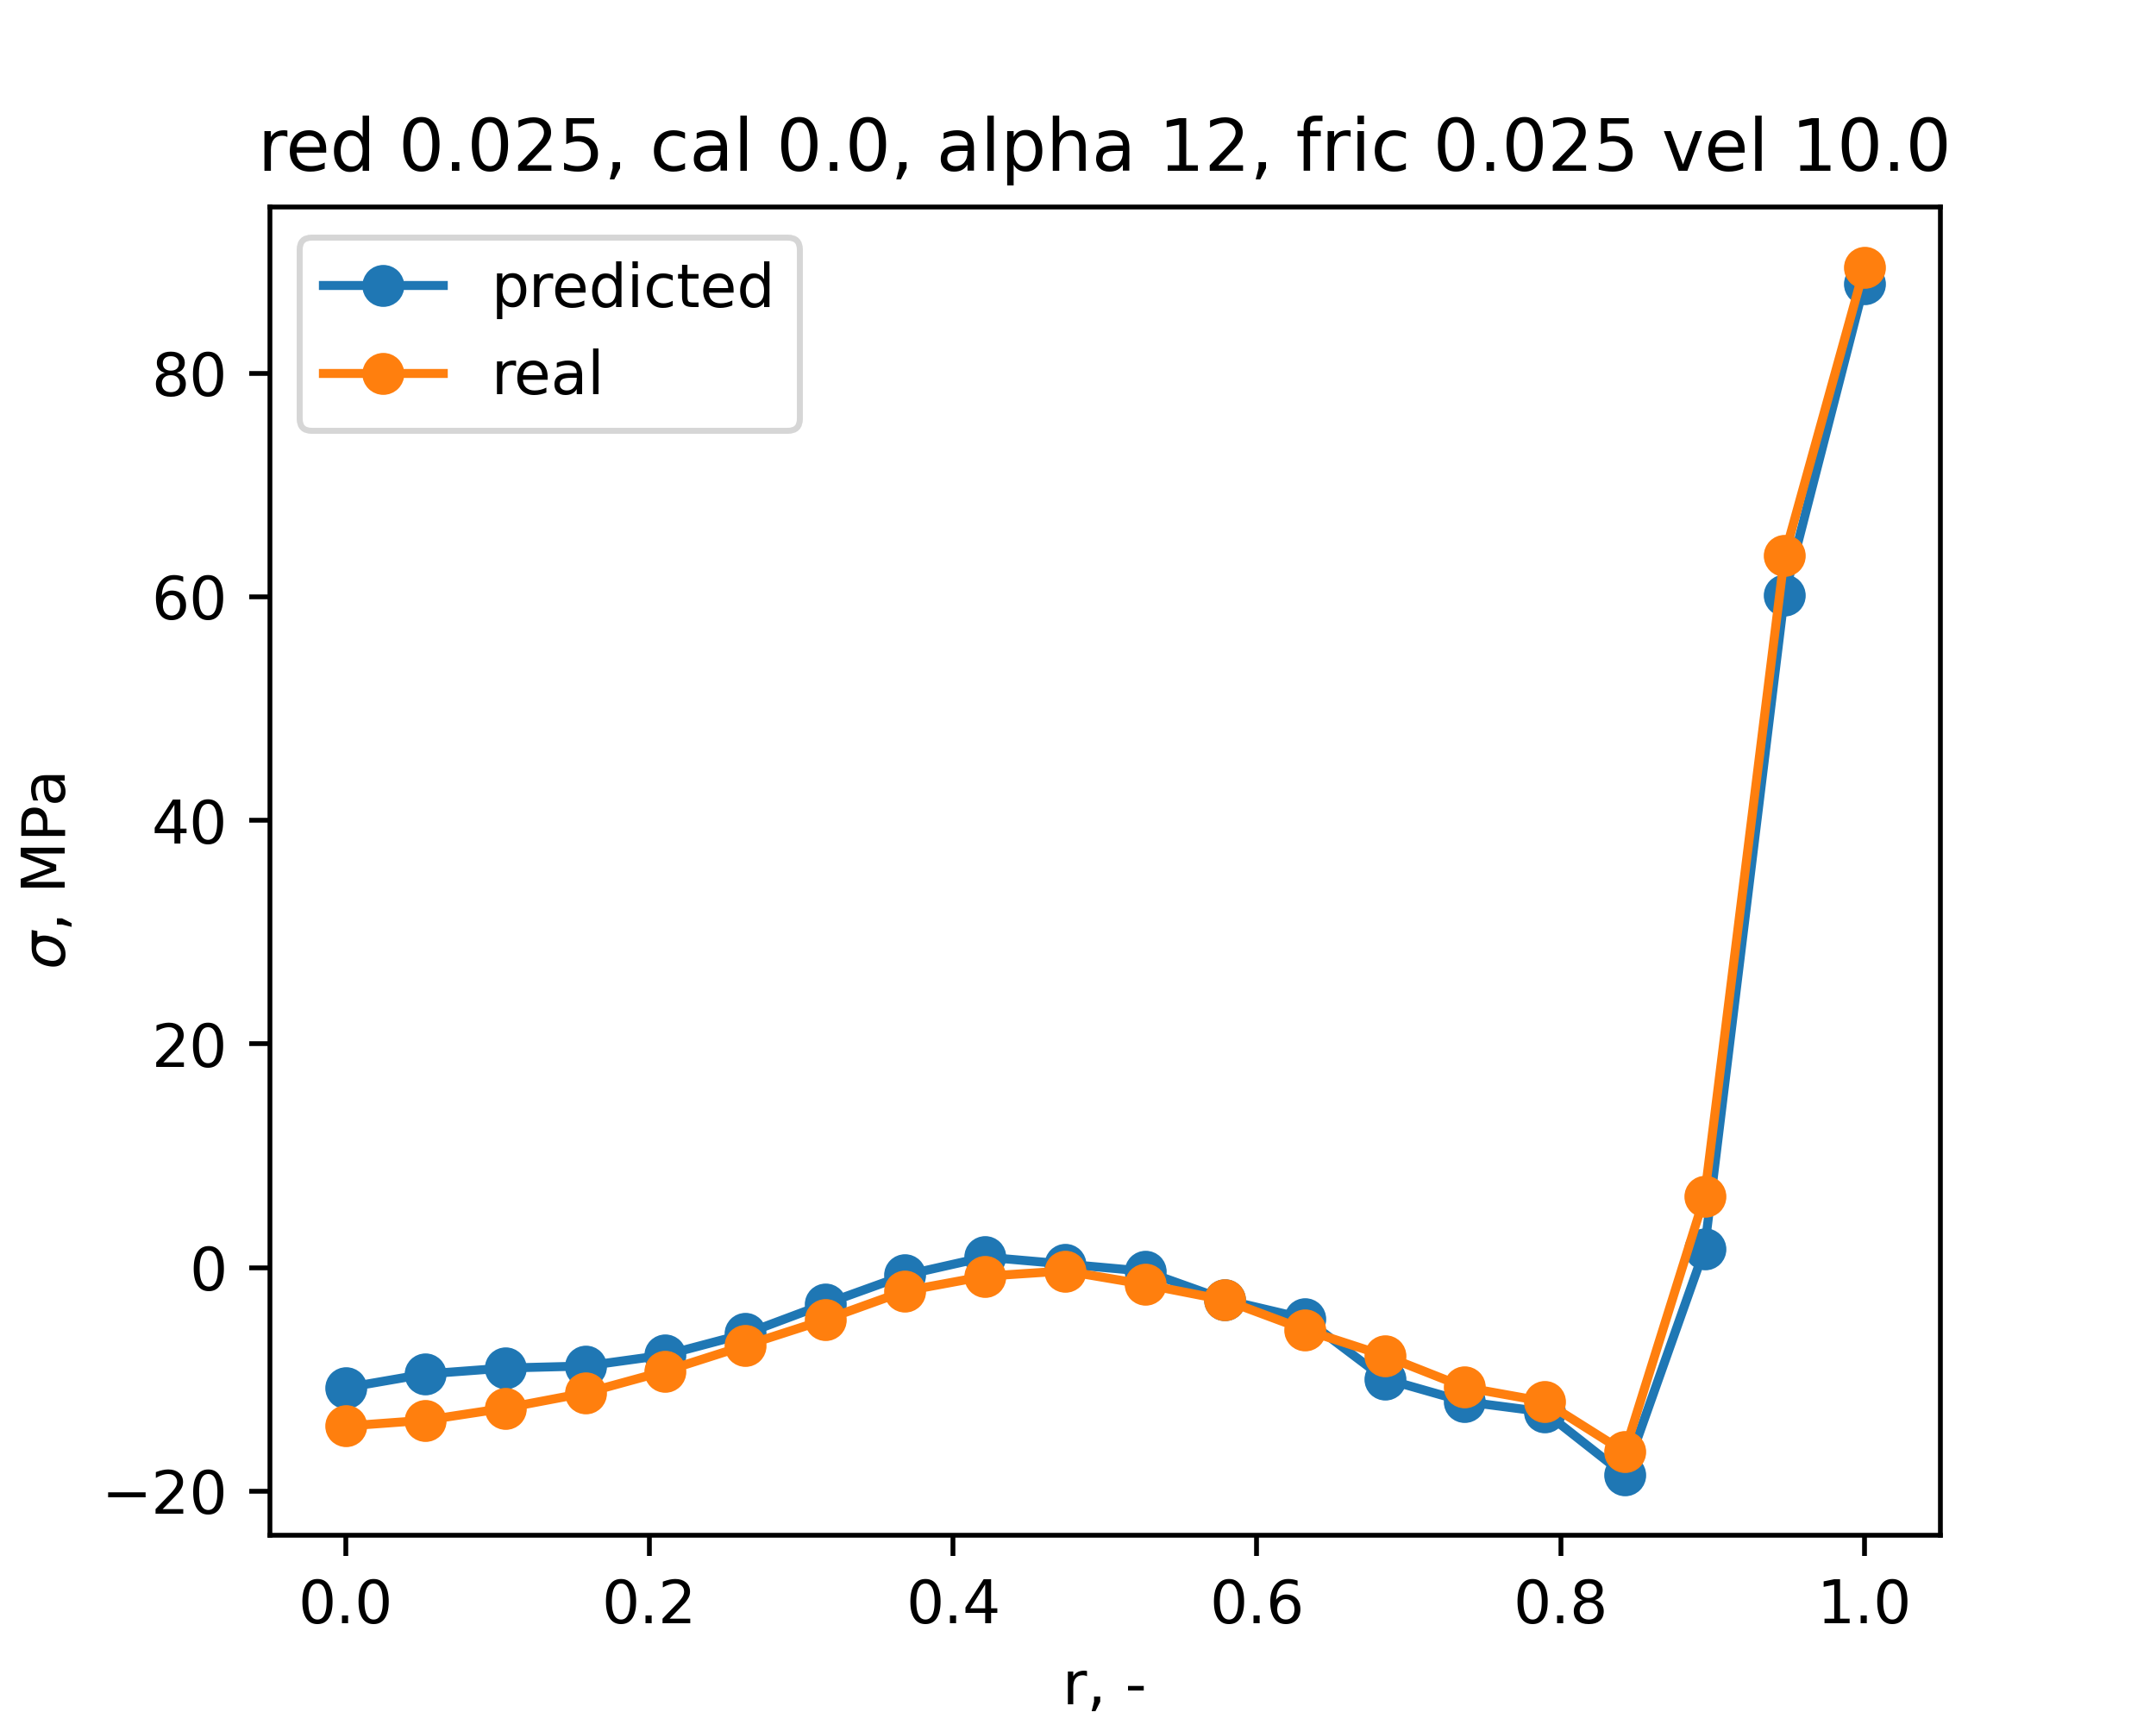 red 0.025, cal 0.0, alpha 12, fric 0.025 vel 10.0
predicted
real
80
60
40
20
0
−20
σ, MPa
0.0 0.2 0.4 0.6 0.8 1.0
r, -